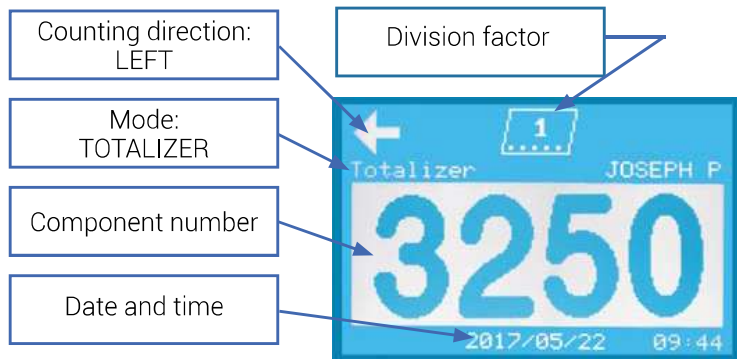 Counting direction:
LEFT
Division factor
Mode:
TOTALIZER
Component number
Date and time
1
Totalizer JOSEPH P
3250
2017/05/22 09:44